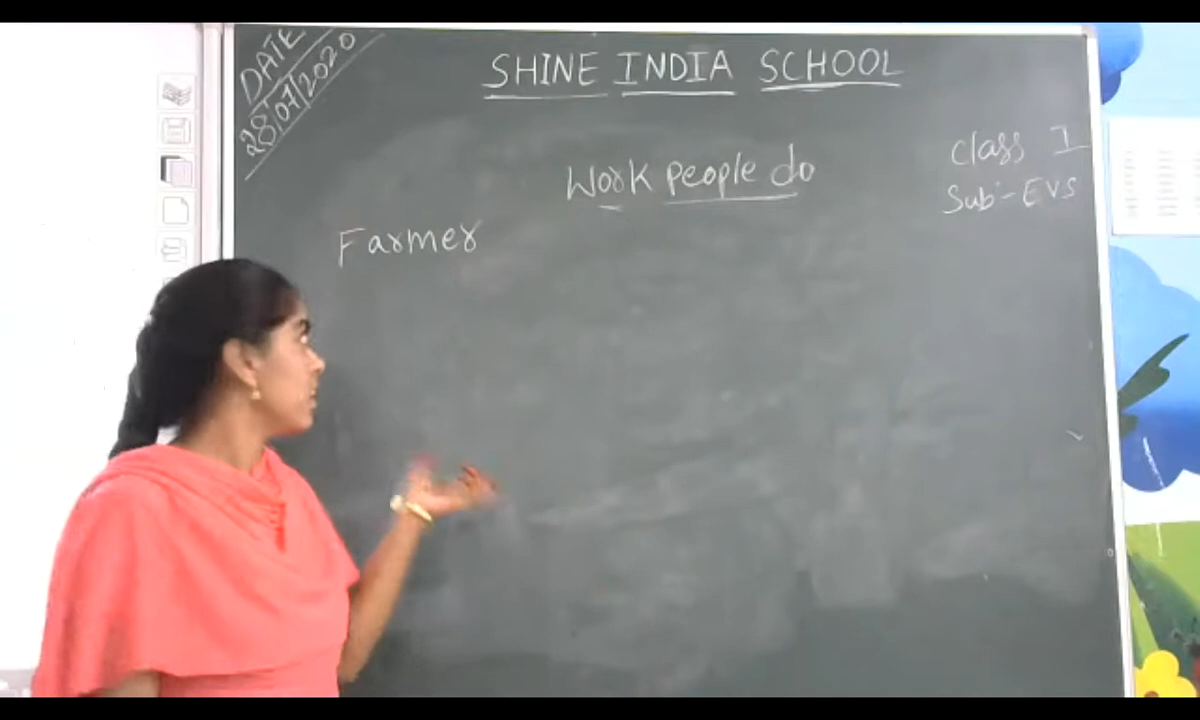 DATE
28/07/2020
SHINE INDIA SCHOOL
Work people do
Class I
Sub:- EVS
Farmer